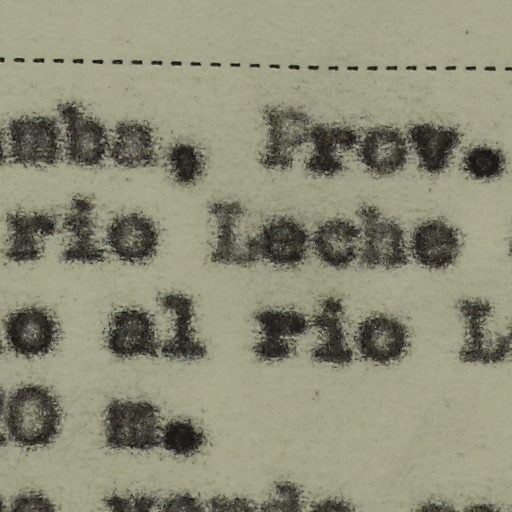 mba. Prov.
rio Leche
o al rio L
0 m.